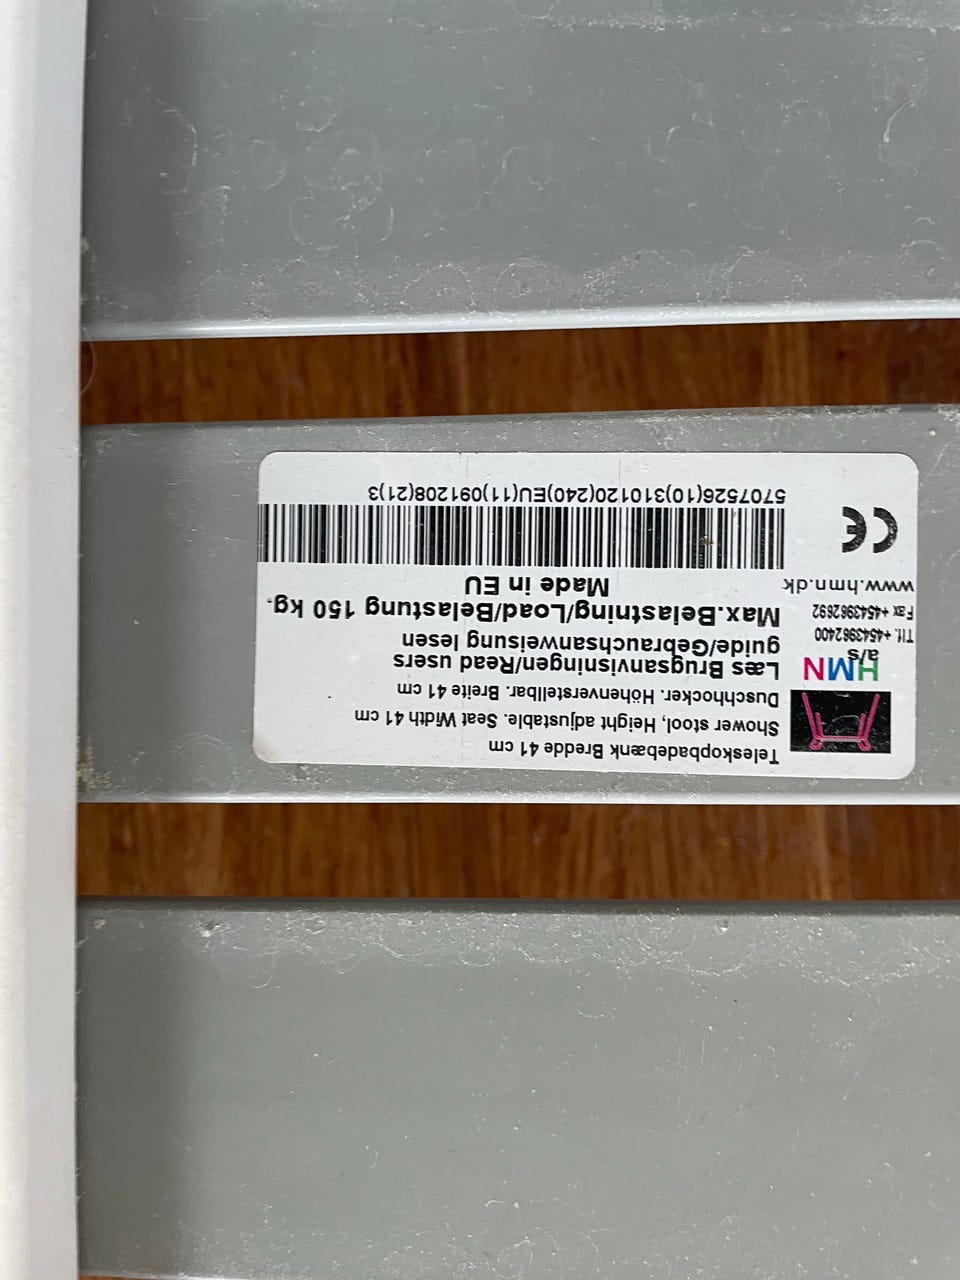 Teleskopbadebænk Bredde 41 cm
Shower stool, Height adjustable. Seat Width 41 cm
Duschhocker. Höhenverstellbar. Breite 41 cm
Læs Brugsanvisningen/Read users
guide/Gebrauchsanweisung lesen
Max.Belastning/Load/Belastung 150 kg.
Made in EU
HMN
a/s
Tlf. +4543962400
Fax +4543962692
www.hmn.dk
CE
5707526(10)310120(240)EU(11)091208(21)3